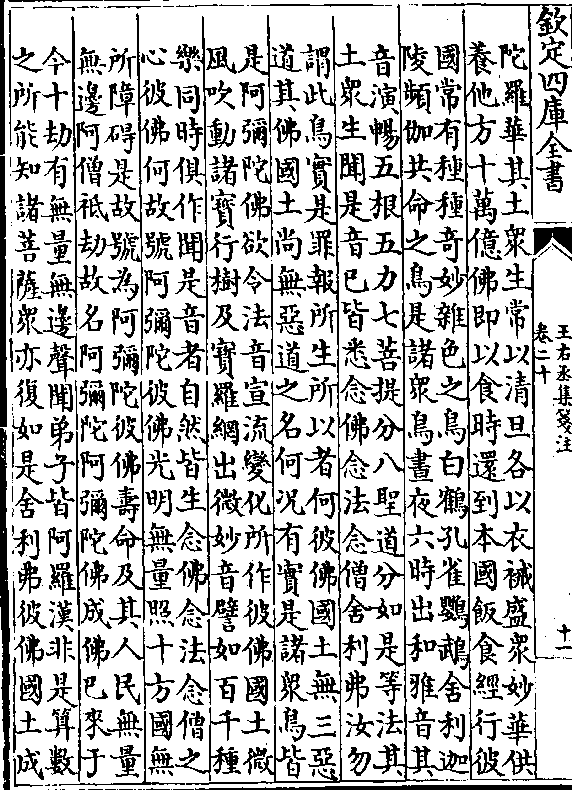 欽定四庫全書
王右丞集箋注
卷二十
十一
陀羅華其土衆生常以清旦各以衣祴盛衆妙華供
養他方十萬億佛即以食時還到本國飯食經行彼
國常有種種奇妙雜色之鳥白鶴孔雀鸚鵡舍利迦
陵頻伽共命之鳥是諸衆鳥晝夜六時出和雅音其
音演暢五根五力七菩提分八聖道分如是等法其
土衆生聞是音已皆悉念佛念法念僧舍利弗汝勿
謂此鳥實是罪報所生所以者何彼佛國土無三惡
道其佛國土尚無惡道之名何况有實是諸衆鳥皆
是阿彌陀佛欲令法音宣流變化所作彼佛國土微
風吹動諸寶行樹及寶羅網出微妙音譬如百千種
樂同時俱作聞是音者自然皆生念佛念法念僧之
心彼佛何故號阿彌陀彼佛光明無量照十方國無
所障碍是故號為阿彌陀彼佛壽命及其人民無量
無邊阿僧祇劫故名阿彌陀阿彌陀佛成佛已來于
今十劫有無量無邊聲聞弟子皆阿羅漢非是算數
之所能知諸菩薩衆亦復如是舍利弗彼佛國土成